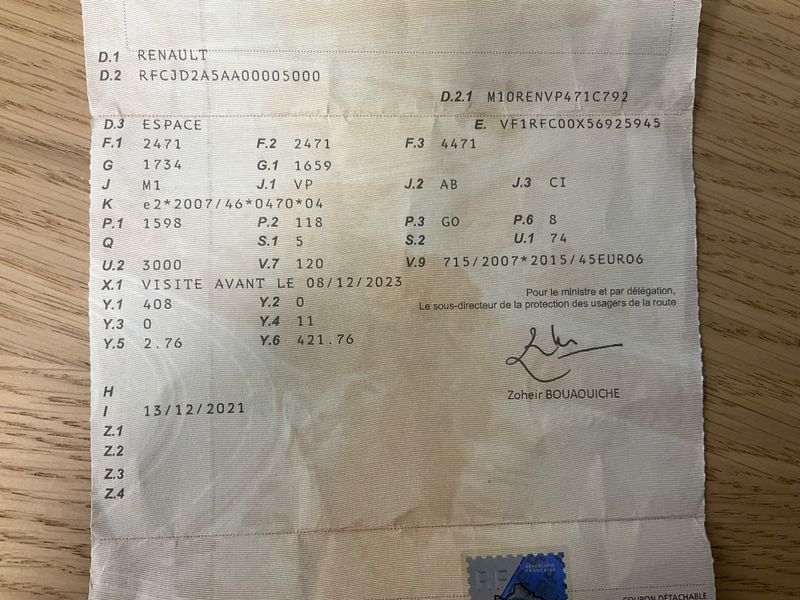 D.1 RENAULT
D.2 RFCJD2A5AA00005000
D.2.1 M10RENVP471C792
D.3 ESPACE E. VF1RFC00X56925945
F.1 2471 F.2 2471 F.3 4471
G 1734 G.1 1659
J M1 J.1 VP J.2 AB J.3 CI
K e2*2007/46*0470*04
P.1 1598 P.2 118 P.3 GO P.6 8
Q S.1 5 S.2 U.1 74
U.2 3000 V.7 120 V.9 715/2007*2015/45EURO6
X.1 VISITE AVANT LE 08/12/2023
Pour le ministre et par délégation,
Le sous-directeur de la protection des usagers de la route
Y.1 408 Y.2 0
Y.3 0 Y.4 11
Y.5 2.76 Y.6 421.76
Zoheir BOUAOUICHE
H
I 13/12/2021
Z.1
Z.2
Z.3
Z.4
RÉPUBLIQUE
FRANÇAISE
COUPON DÉTACHABLE